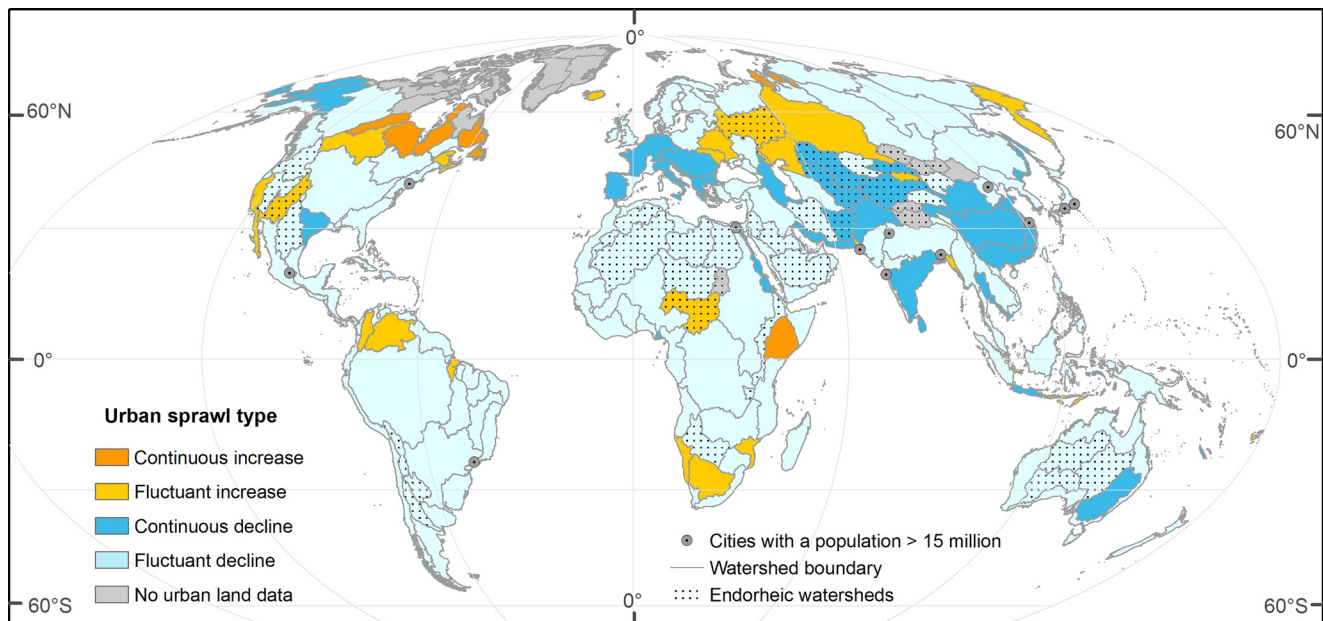 0°
60°N
60°N
0°
0°
Urban sprawl type
Continuous increase
Fluctuant increase
Continuous decline
Fluctuant decline
No urban land data
Cities with a population > 15 million
Watershed boundary
Endorheic watersheds
0°
60°S
60°S